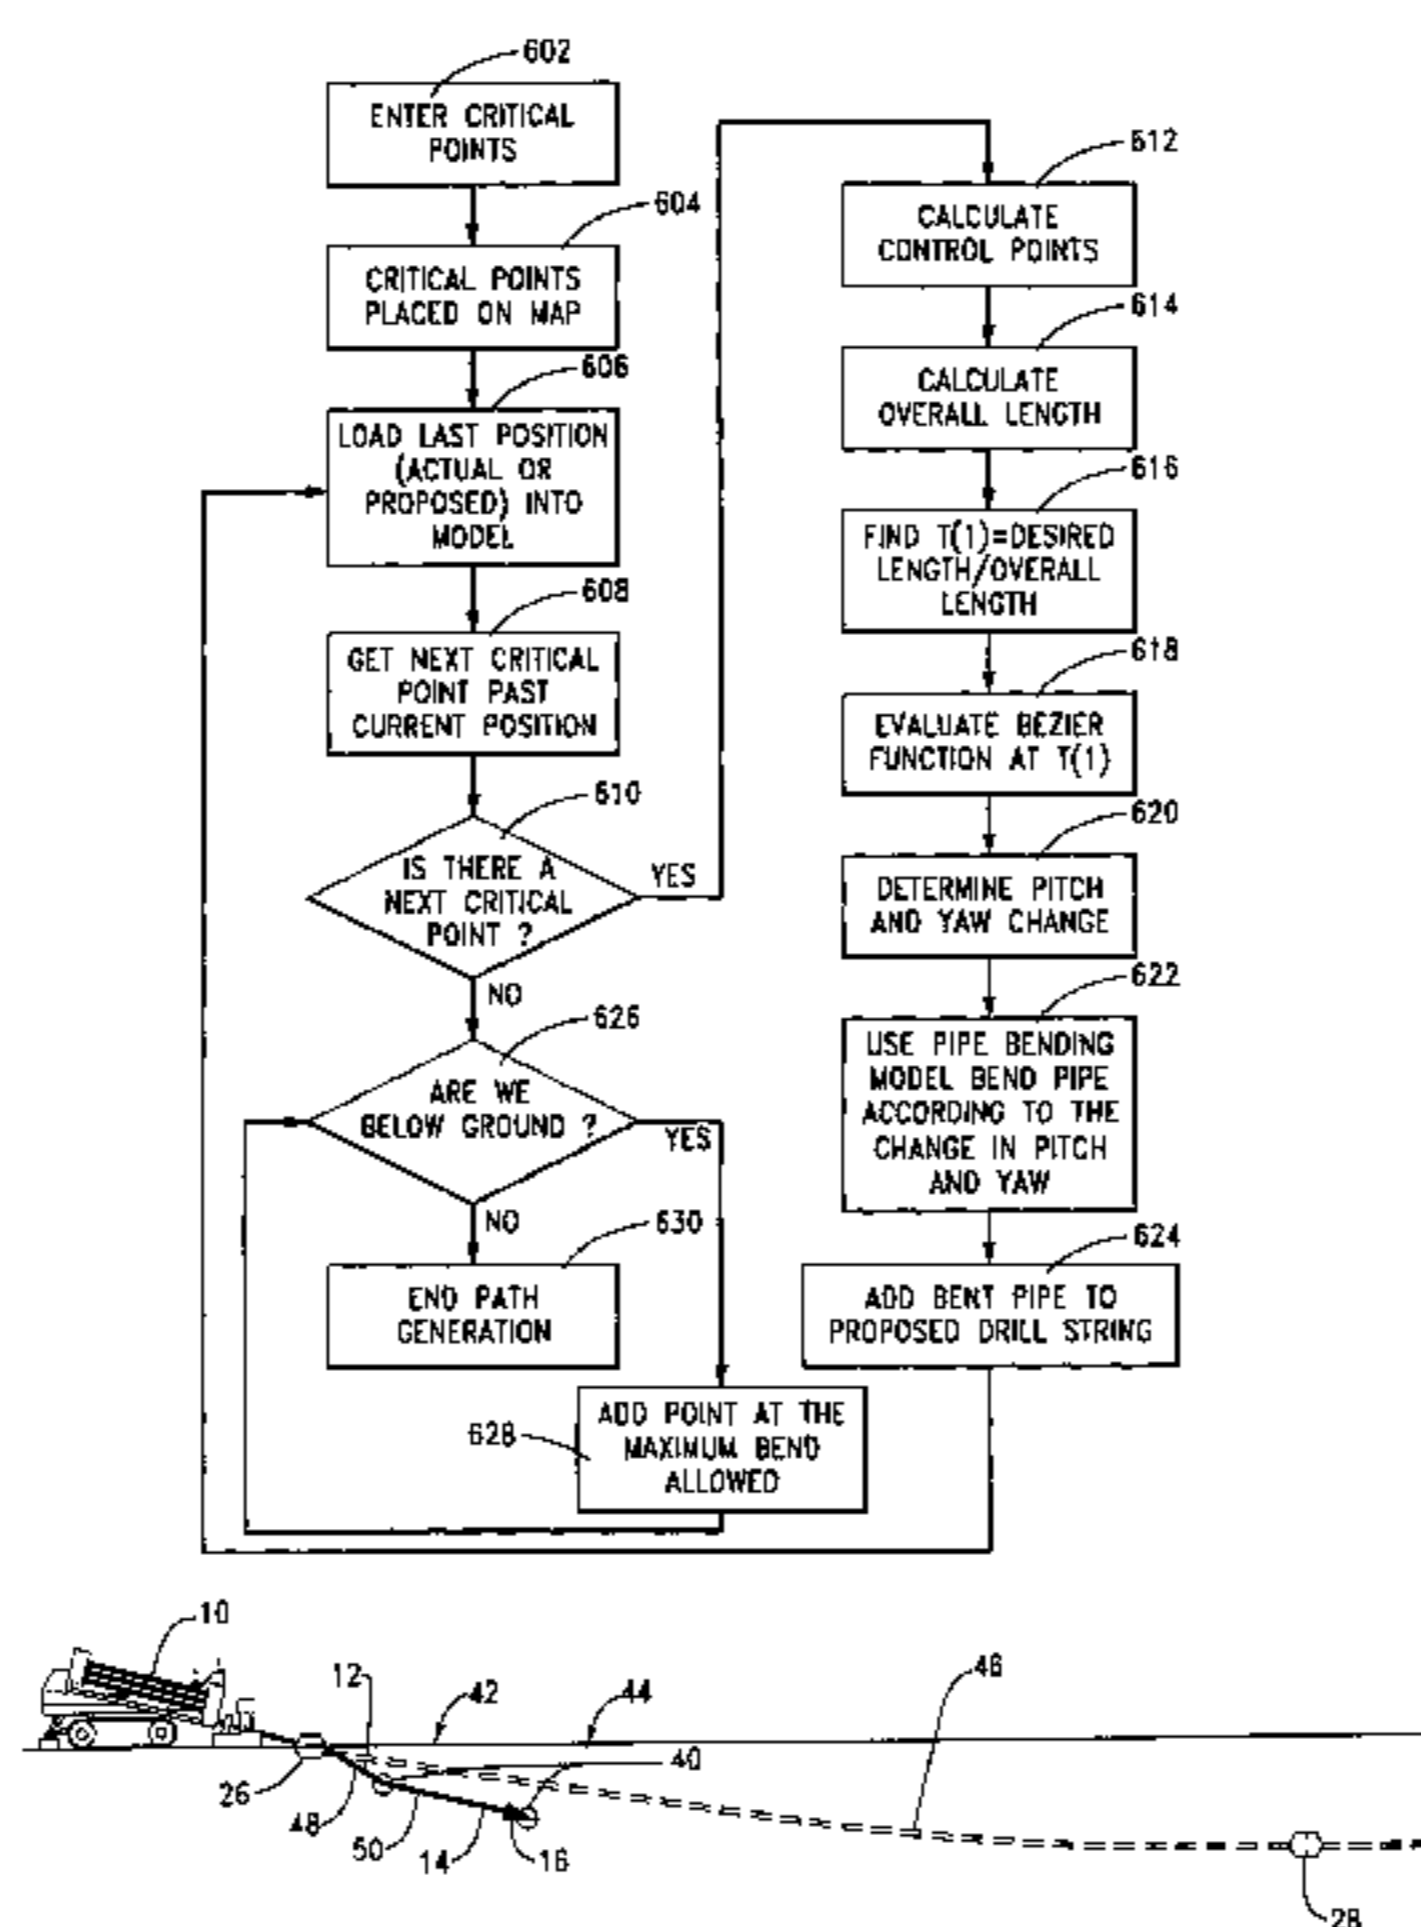 602
ENTER CRITICAL
POINTS
604
CRITICAL POINTS
PLACED ON MAP
606
LOAD LAST POSITION
(ACTUAL OR
PROPOSED) INTO
MODEL
608
GET NEXT CRITICAL
POINT PAST
CURRENT POSITION
610
IS THERE A
NEXT CRITICAL
POINT ?
YES
NO
626
ARE WE
BELOW GROUND ?
YES
NO
630
END PATH
GENERATION
628
ADD POINT AT THE
MAXIMUM BEND
ALLOWED
612
CALCULATE
CONTROL POINTS
614
CALCULATE
OVERALL LENGTH
616
FIND T(1)=DESIRED
LENGTH/OVERALL
LENGTH
618
EVALUATE BEZIER
FUNCTION AT T(1)
620
DETERMINE PITCH
AND YAW CHANGE
622
USE PIPE BENDING
MODEL BEND PIPE
ACCORDING TO THE
CHANGE IN PITCH
AND YAW
624
ADD BENT PIPE TO
PROPOSED DRILL STRING
10
12
42
44
46
40
26
48
50
14
16
28